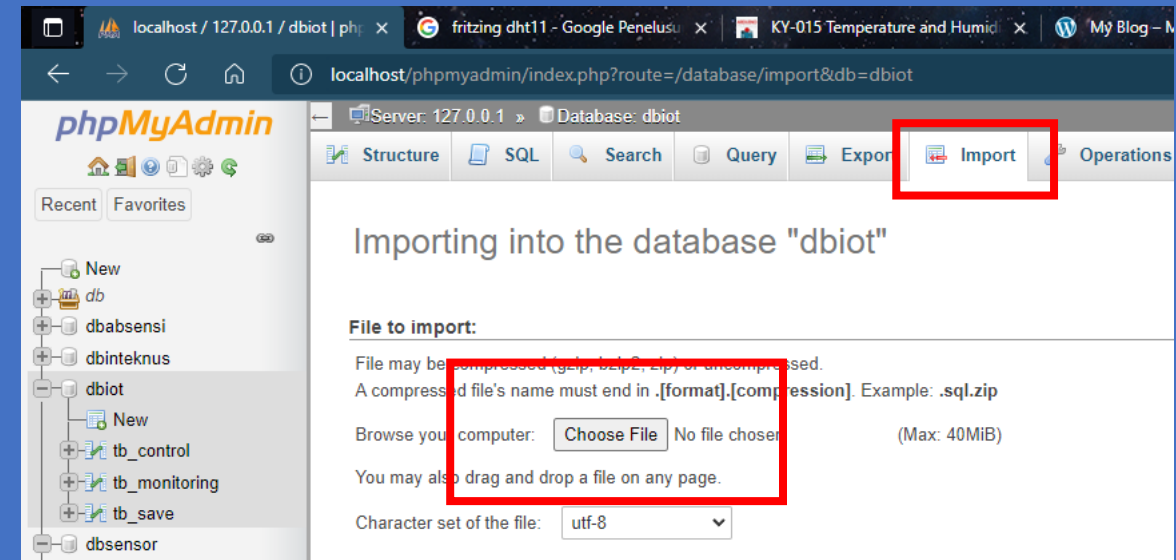 localhost / 127.0.0.1 / dbiot | php
fritzing dht11 - Google Penelusu
KY-015 Temperature and Humid
My Blog – M
localhost/phpmyadmin/index.php?route=/database/import&db=dbiot
phpMyAdmin
Recent Favorites
New
db
dbabsensi
dbinteknus
dbiot
New
tb_control
tb_monitoring
tb_save
dbsensor
Server: 127.0.0.1 » Database: dbiot
Structure SQL Search Query Expor Import Operations
Importing into the database "dbiot"
File to import:
File may be compressed (gzip, bzip2, zip) or uncompressed.
A compressed file's name must end in .[format].[compression]. Example: .sql.zip
Browse your computer: Choose File No file chosen (Max: 40MiB)
You may also drag and drop a file on any page.
Character set of the file: utf-8